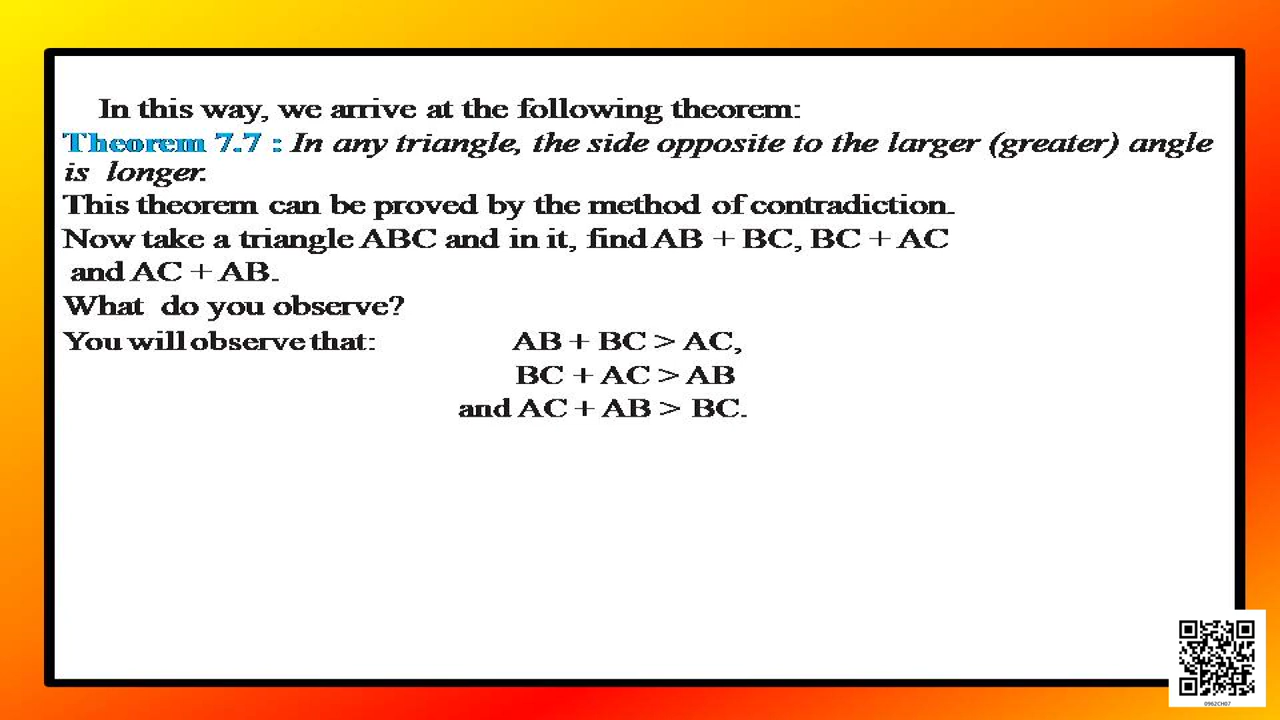 In this way, we arrive at the following theorem:
Theorem 7.7 : In any triangle, the side opposite to the larger (greater) angle
is longer.
This theorem can be proved by the method of contradiction.
Now take a triangle ABC and in it, find AB + BC, BC + AC
and AC + AB.
What do you observe?
You will observe that: AB + BC > AC,
BC + AC > AB
and AC + AB > BC.
0962CH07